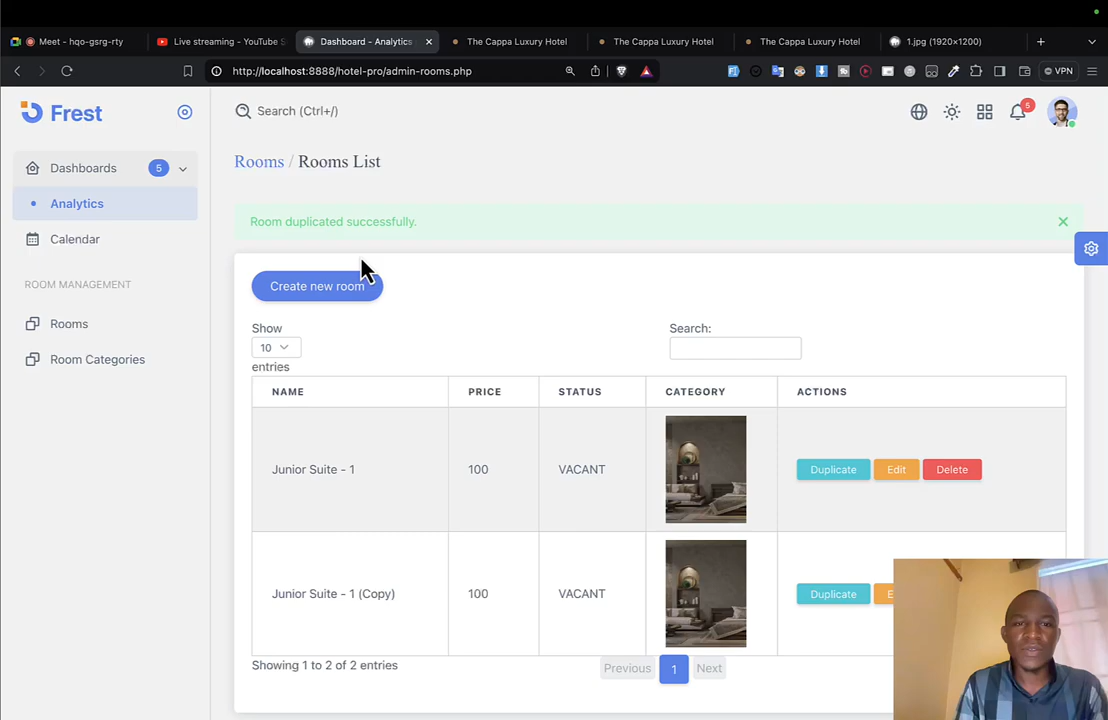 Meet - hqo-gsrg-rty
Live streaming - YouTube S
Dashboard - Analytics
The Cappa Luxury Hotel
The Cappa Luxury Hotel
The Cappa Luxury Hotel
1.jpg (1920×1200)
http://localhost:8888/hotel-pro/admin-rooms.php
VPN
Frest
Search (Ctrl+/)
5
Dashboards 5
Analytics
Calendar
ROOM MANAGEMENT
Rooms
Room Categories
Rooms / Rooms List
Room duplicated successfully.
Create new room
Show
10
entries
Search:
NAME PRICE STATUS CATEGORY ACTIONS
Junior Suite - 1 100 VACANT Duplicate Edit Delete
Junior Suite - 1 (Copy) 100 VACANT Duplicate E
Showing 1 to 2 of 2 entries
Previous 1 Next